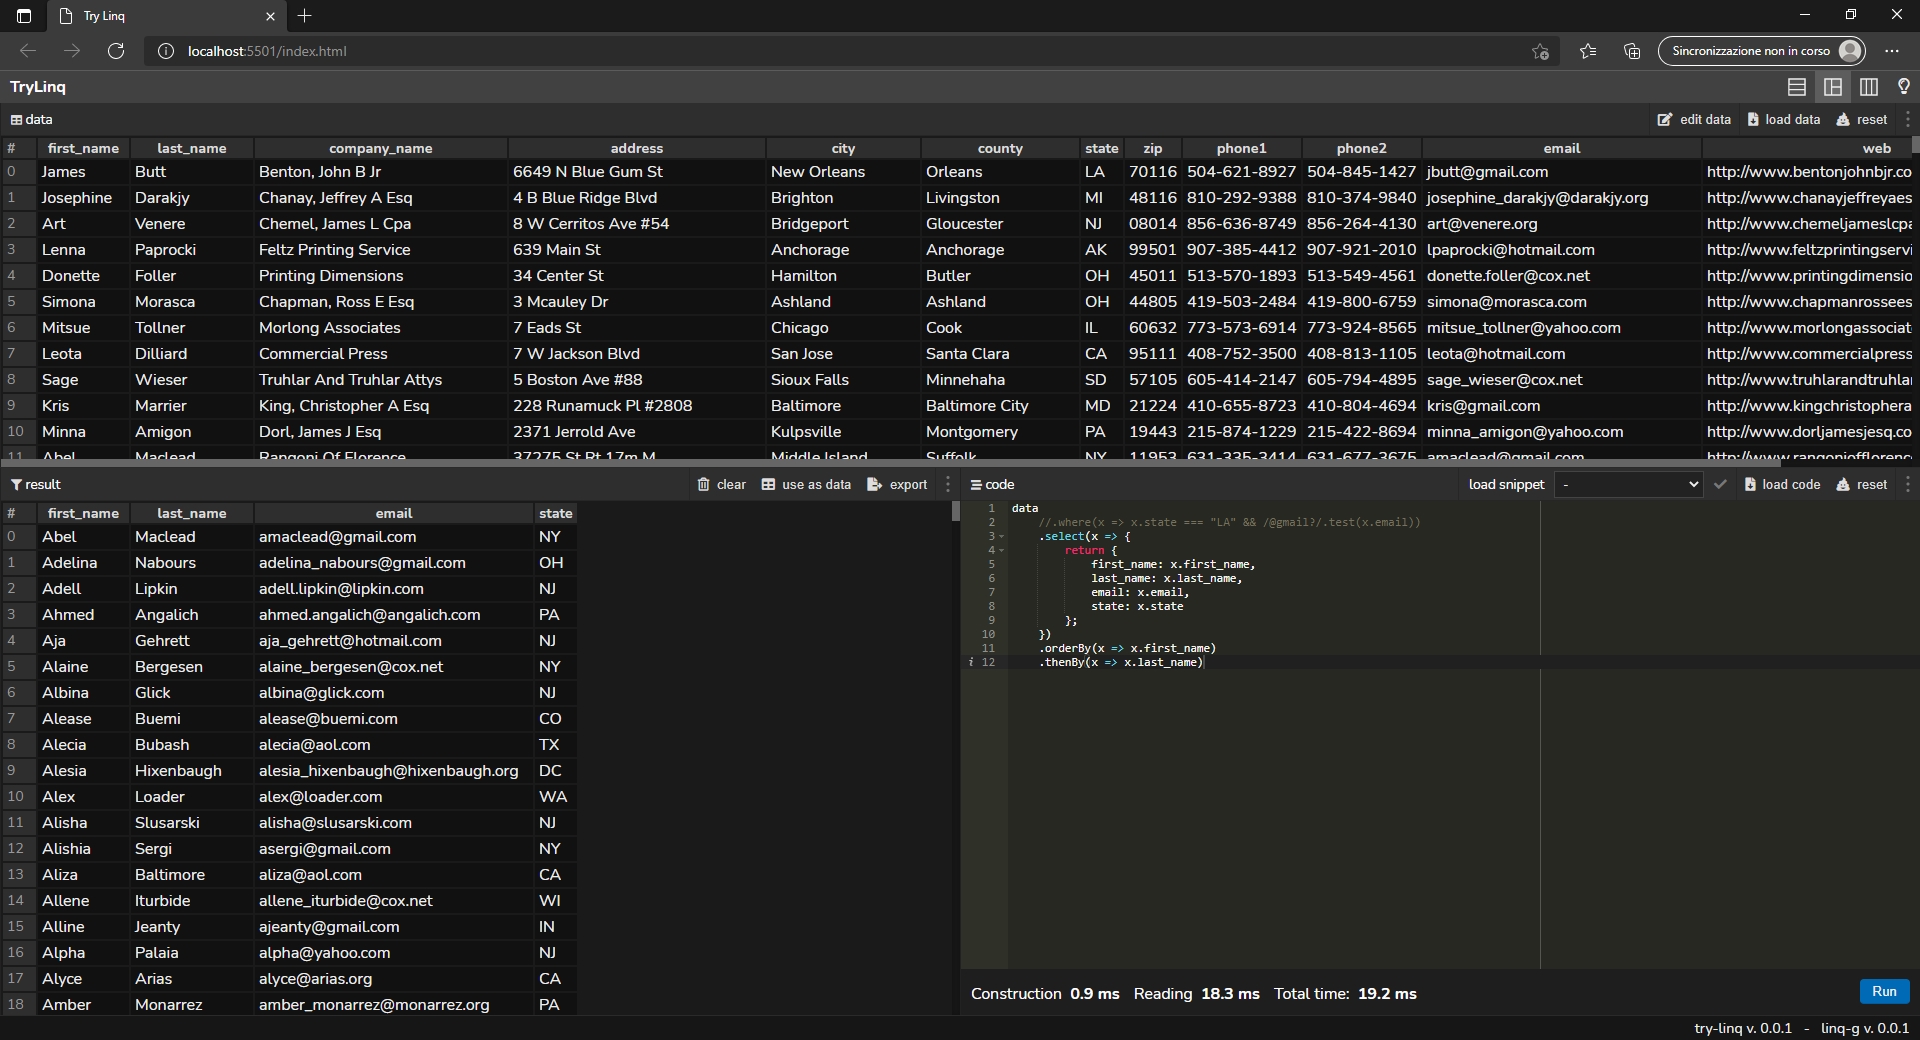 Try Linq
localhost:5501/index.html
Sincronizzazione non in corso
TryLinq
data
edit data load data reset
# first_name last_name company_name address city county state zip phone1 phone2 email web
0 James Butt Benton, John B Jr 6649 N Blue Gum St New Orleans Orleans LA 70116 504-621-8927 504-845-1427 jbutt@gmail.com http://www.bentonjohnbjr.co
1 Josephine Darakjy Chanay, Jeffrey A Esq 4 B Blue Ridge Blvd Brighton Livingston MI 48116 810-292-9388 810-374-9840 josephine_darakjy@darakjy.org http://www.chanayjeffreyaes
2 Art Venere Chemel, James L Cpa 8 W Cerritos Ave #54 Bridgeport Gloucester NJ 08014 856-636-8749 856-264-4130 art@venere.org http://www.chemeljameslcpa
3 Lenna Paprocki Feltz Printing Service 639 Main St Anchorage Anchorage AK 99501 907-385-4412 907-921-2010 lpaprocki@hotmail.com http://www.feltzprintingservi
4 Donette Foller Printing Dimensions 34 Center St Hamilton Butler OH 45011 513-570-1893 513-549-4561 donette.foller@cox.net http://www.printingdimensio
5 Simona Morasca Chapman, Ross E Esq 3 Mcauley Dr Ashland Ashland OH 44805 419-503-2484 419-800-6759 simona@morasca.com http://www.chapmanrossees
6 Mitsue Tollner Morlong Associates 7 Eads St Chicago Cook IL 60632 773-573-6914 773-924-8565 mitsue_tollner@yahoo.com http://www.morlongassociat
7 Leota Dilliard Commercial Press 7 W Jackson Blvd San Jose Santa Clara CA 95111 408-752-3500 408-813-1105 leota@hotmail.com http://www.commercialpress
8 Sage Wieser Truhlar And Truhlar Attys 5 Boston Ave #88 Sioux Falls Minnehaha SD 57105 605-414-2147 605-794-4895 sage_wieser@cox.net http://www.truhlarandtruhlar
9 Kris Marrier King, Christopher A Esq 228 Runamuck Pl #2808 Baltimore Baltimore City MD 21224 410-655-8723 410-804-4694 kris@gmail.com http://www.kingchristophera
10 Minna Amigon Dorl, James J Esq 2371 Jerrold Ave Kulpsville Montgomery PA 19443 215-874-1229 215-422-8694 minna_amigon@yahoo.com http://www.dorljamesjesq.co
11 Abel Maclead Rangoni Of Florence 37275 St Rt 17m M Middle Island Suffolk NY 11953 631-335-3414 631-677-3675 amaclead@gmail.com http://www.rangoniofflorenc
result
clear use as data export
# first_name last_name email state
0 Abel Maclead amaclead@gmail.com NY
1 Adelina Nabours adelina_nabours@gmail.com OH
2 Adell Lipkin adell.lipkin@lipkin.com NJ
3 Ahmed Angalich ahmed.angalich@angalich.com PA
4 Aja Gehrett aja_gehrett@hotmail.com NJ
5 Alaine Bergesen alaine_bergesen@cox.net NY
6 Albina Glick albina@glick.com NJ
7 Alease Buemi alease@buemi.com CO
8 Alecia Bubash alecia@aol.com TX
9 Alesia Hixenbaugh alesia_hixenbaugh@hixenbaugh.org DC
10 Alex Loader alex@loader.com WA
11 Alisha Slusarski alisha@slusarski.com NJ
12 Alishia Sergi asergi@gmail.com NY
13 Aliza Baltimore aliza@aol.com CA
14 Allene Iturbide allene_iturbide@cox.net WI
15 Alline Jeanty ajeanty@gmail.com IN
16 Alpha Palaia alpha@yahoo.com NJ
17 Alyce Arias alyce@arias.org CA
18 Amber Monarrez amber_monarrez@monarrez.org PA
code
load snippet - load code reset
1 data
2 //.where(x => x.state === "LA" && /@gmail?/.test(x.email))
3 .select(x => {
4 return {
5 first_name: x.first_name,
6 last_name: x.last_name,
7 email: x.email,
8 state: x.state
9 };
10 })
11 .orderBy(x => x.first_name)
12 .thenBy(x => x.last_name)
Construction 0.9 ms Reading 18.3 ms Total time: 19.2 ms
Run
try-linq v. 0.0.1 - linq-g v. 0.0.1